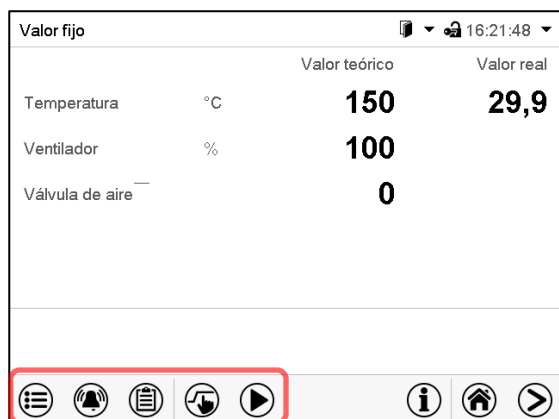 Valor fijo 16:21:48
Valor teórico Valor real
Temperatura °C 150 29,9
Ventilador % 100
Válvula de aire 0